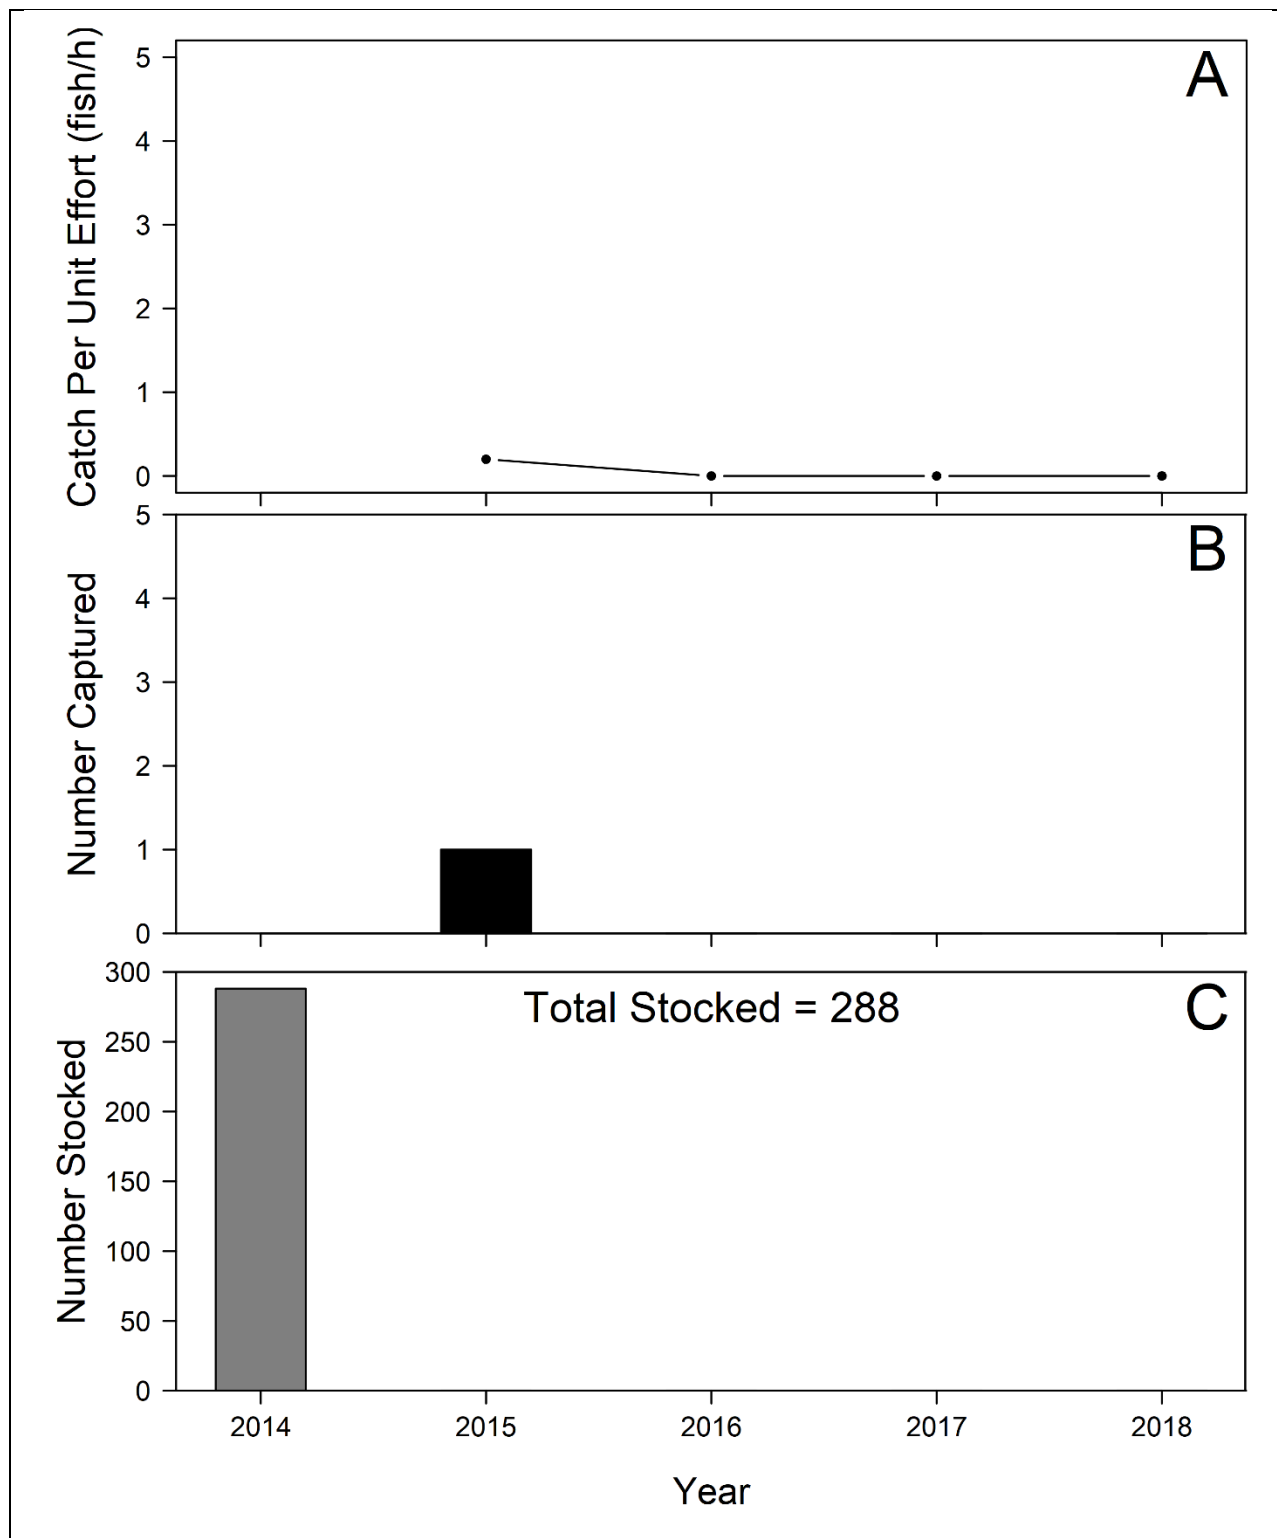 A
Catch Per Unit Effort (fish/h)
5
4
3
2
1
0
B
Number Captured
5
4
3
2
1
0
Total Stocked = 288
C
Number Stocked
300
250
200
150
100
50
0
2014 2015 2016 2017 2018
Year